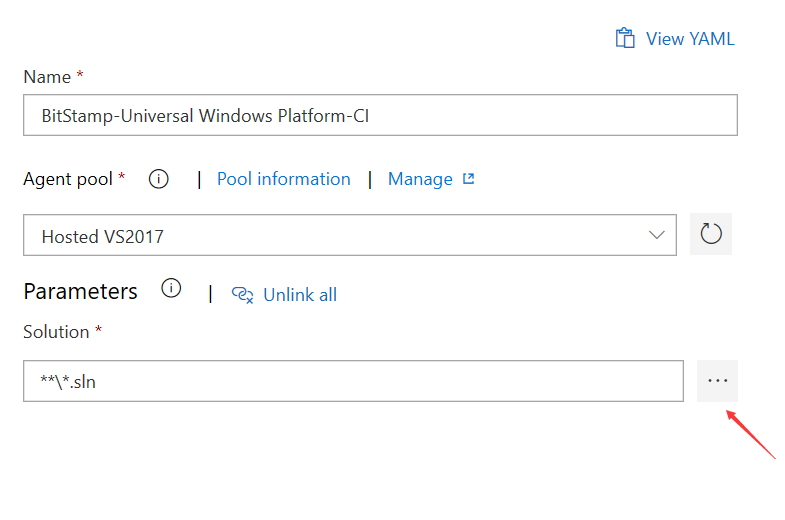 View YAML
Name *
BitStamp-Universal Windows Platform-CI
Agent pool * | Pool information | Manage
Hosted VS2017
Parameters | Unlink all
Solution *
**\*.sln